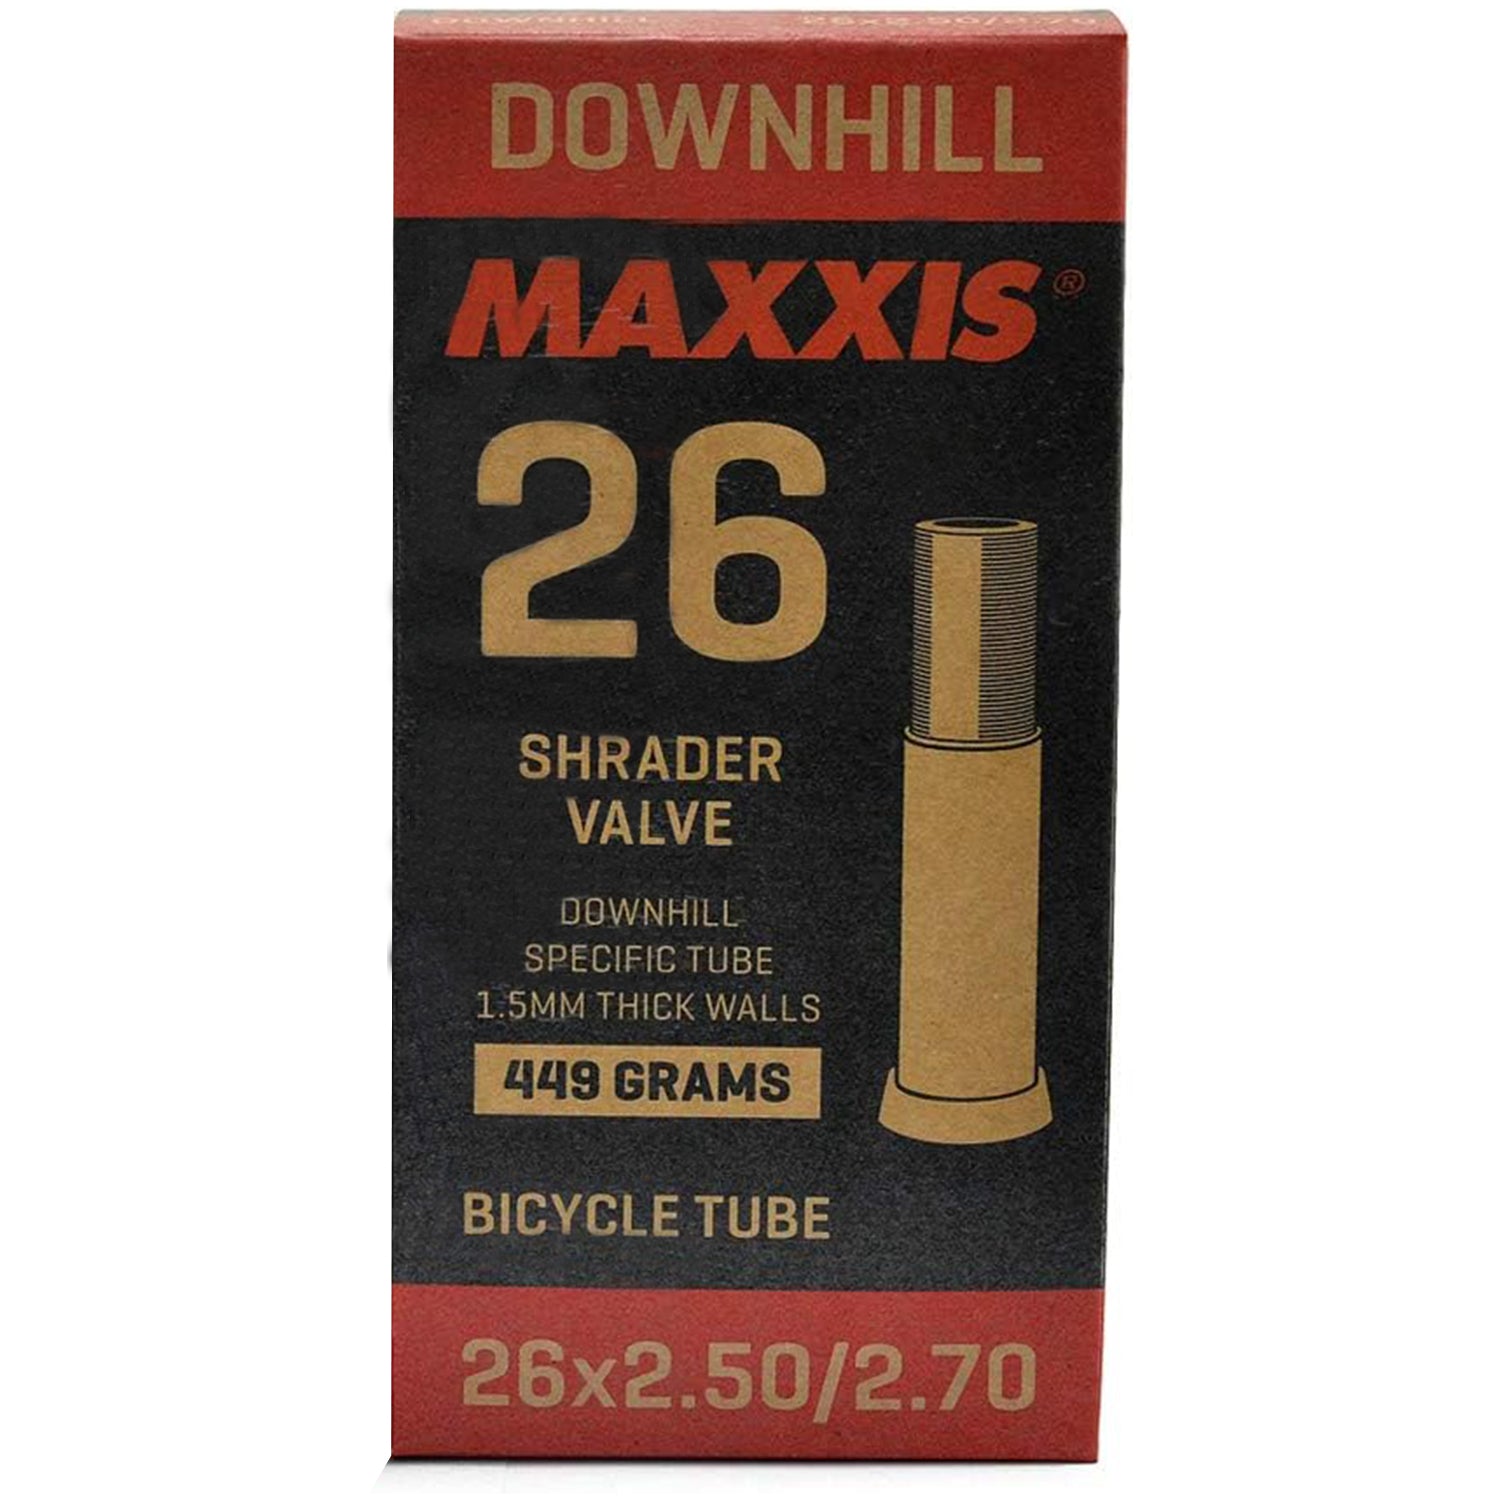 DOWNHILL
MAXXIS®
26
SHRADER
VALVE
DOWNHILL
SPECIFIC TUBE
1.5MM THICK WALLS
449 GRAMS
BICYCLE TUBE
26x2.50/2.70